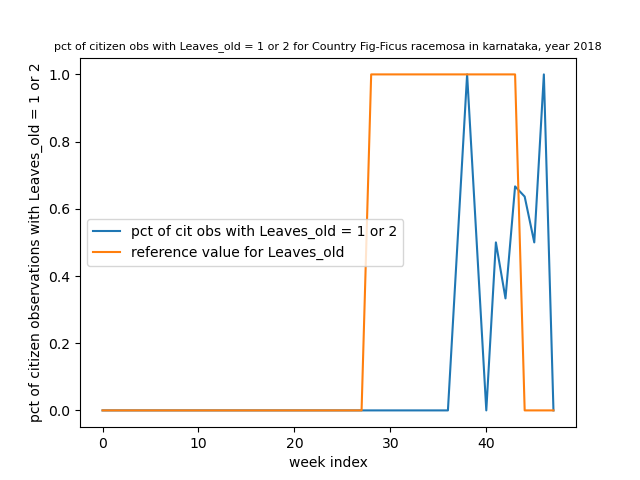 pct of citizen obs with Leaves_old = 1 or 2 for Country Fig-Ficus racemosa in karnataka, year 2018
pct of citizen observations with Leaves_old = 1 or 2
1.0
0.8
0.6
0.4
0.2
0.0
pct of cit obs with Leaves_old = 1 or 2
reference value for Leaves_old
0 10 20 30 40
week index